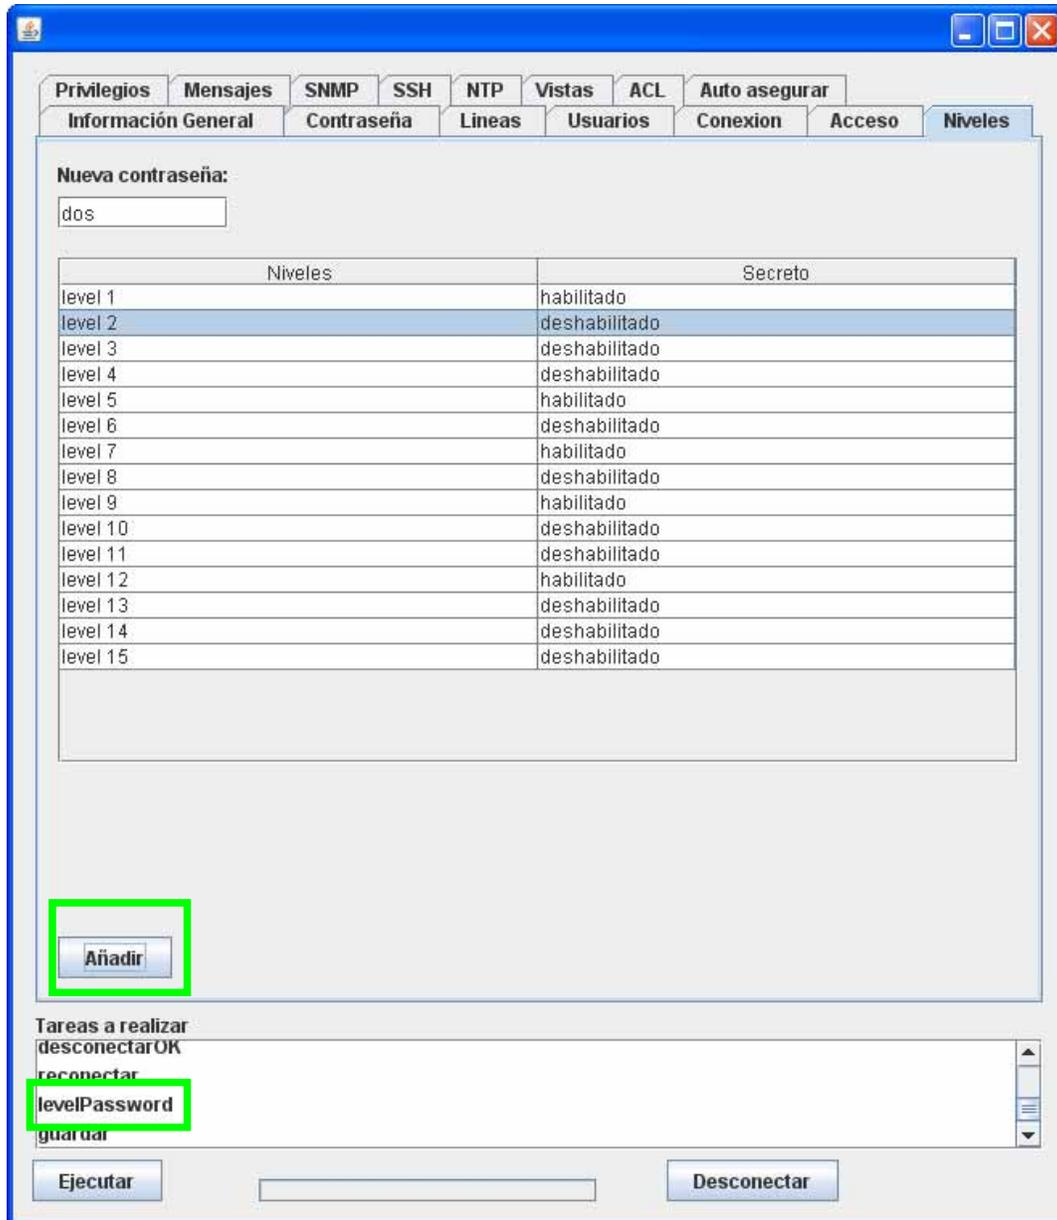 Privilegios Mensajes SNMP SSH NTP Vistas ACL Auto asegurar
Información General Contraseña Lineas Usuarios Conexion Acceso Niveles
Nueva contraseña:
dos
Niveles Secreto
level 1 habilitado
level 2 deshabilitado
level 3 deshabilitado
level 4 deshabilitado
level 5 habilitado
level 6 deshabilitado
level 7 habilitado
level 8 deshabilitado
level 9 habilitado
level 10 deshabilitado
level 11 deshabilitado
level 12 habilitado
level 13 deshabilitado
level 14 deshabilitado
level 15 deshabilitado
Añadir
Tareas a realizar
desconectarOK
reconectar
levelPassword
guardar
Ejecutar Desconectar